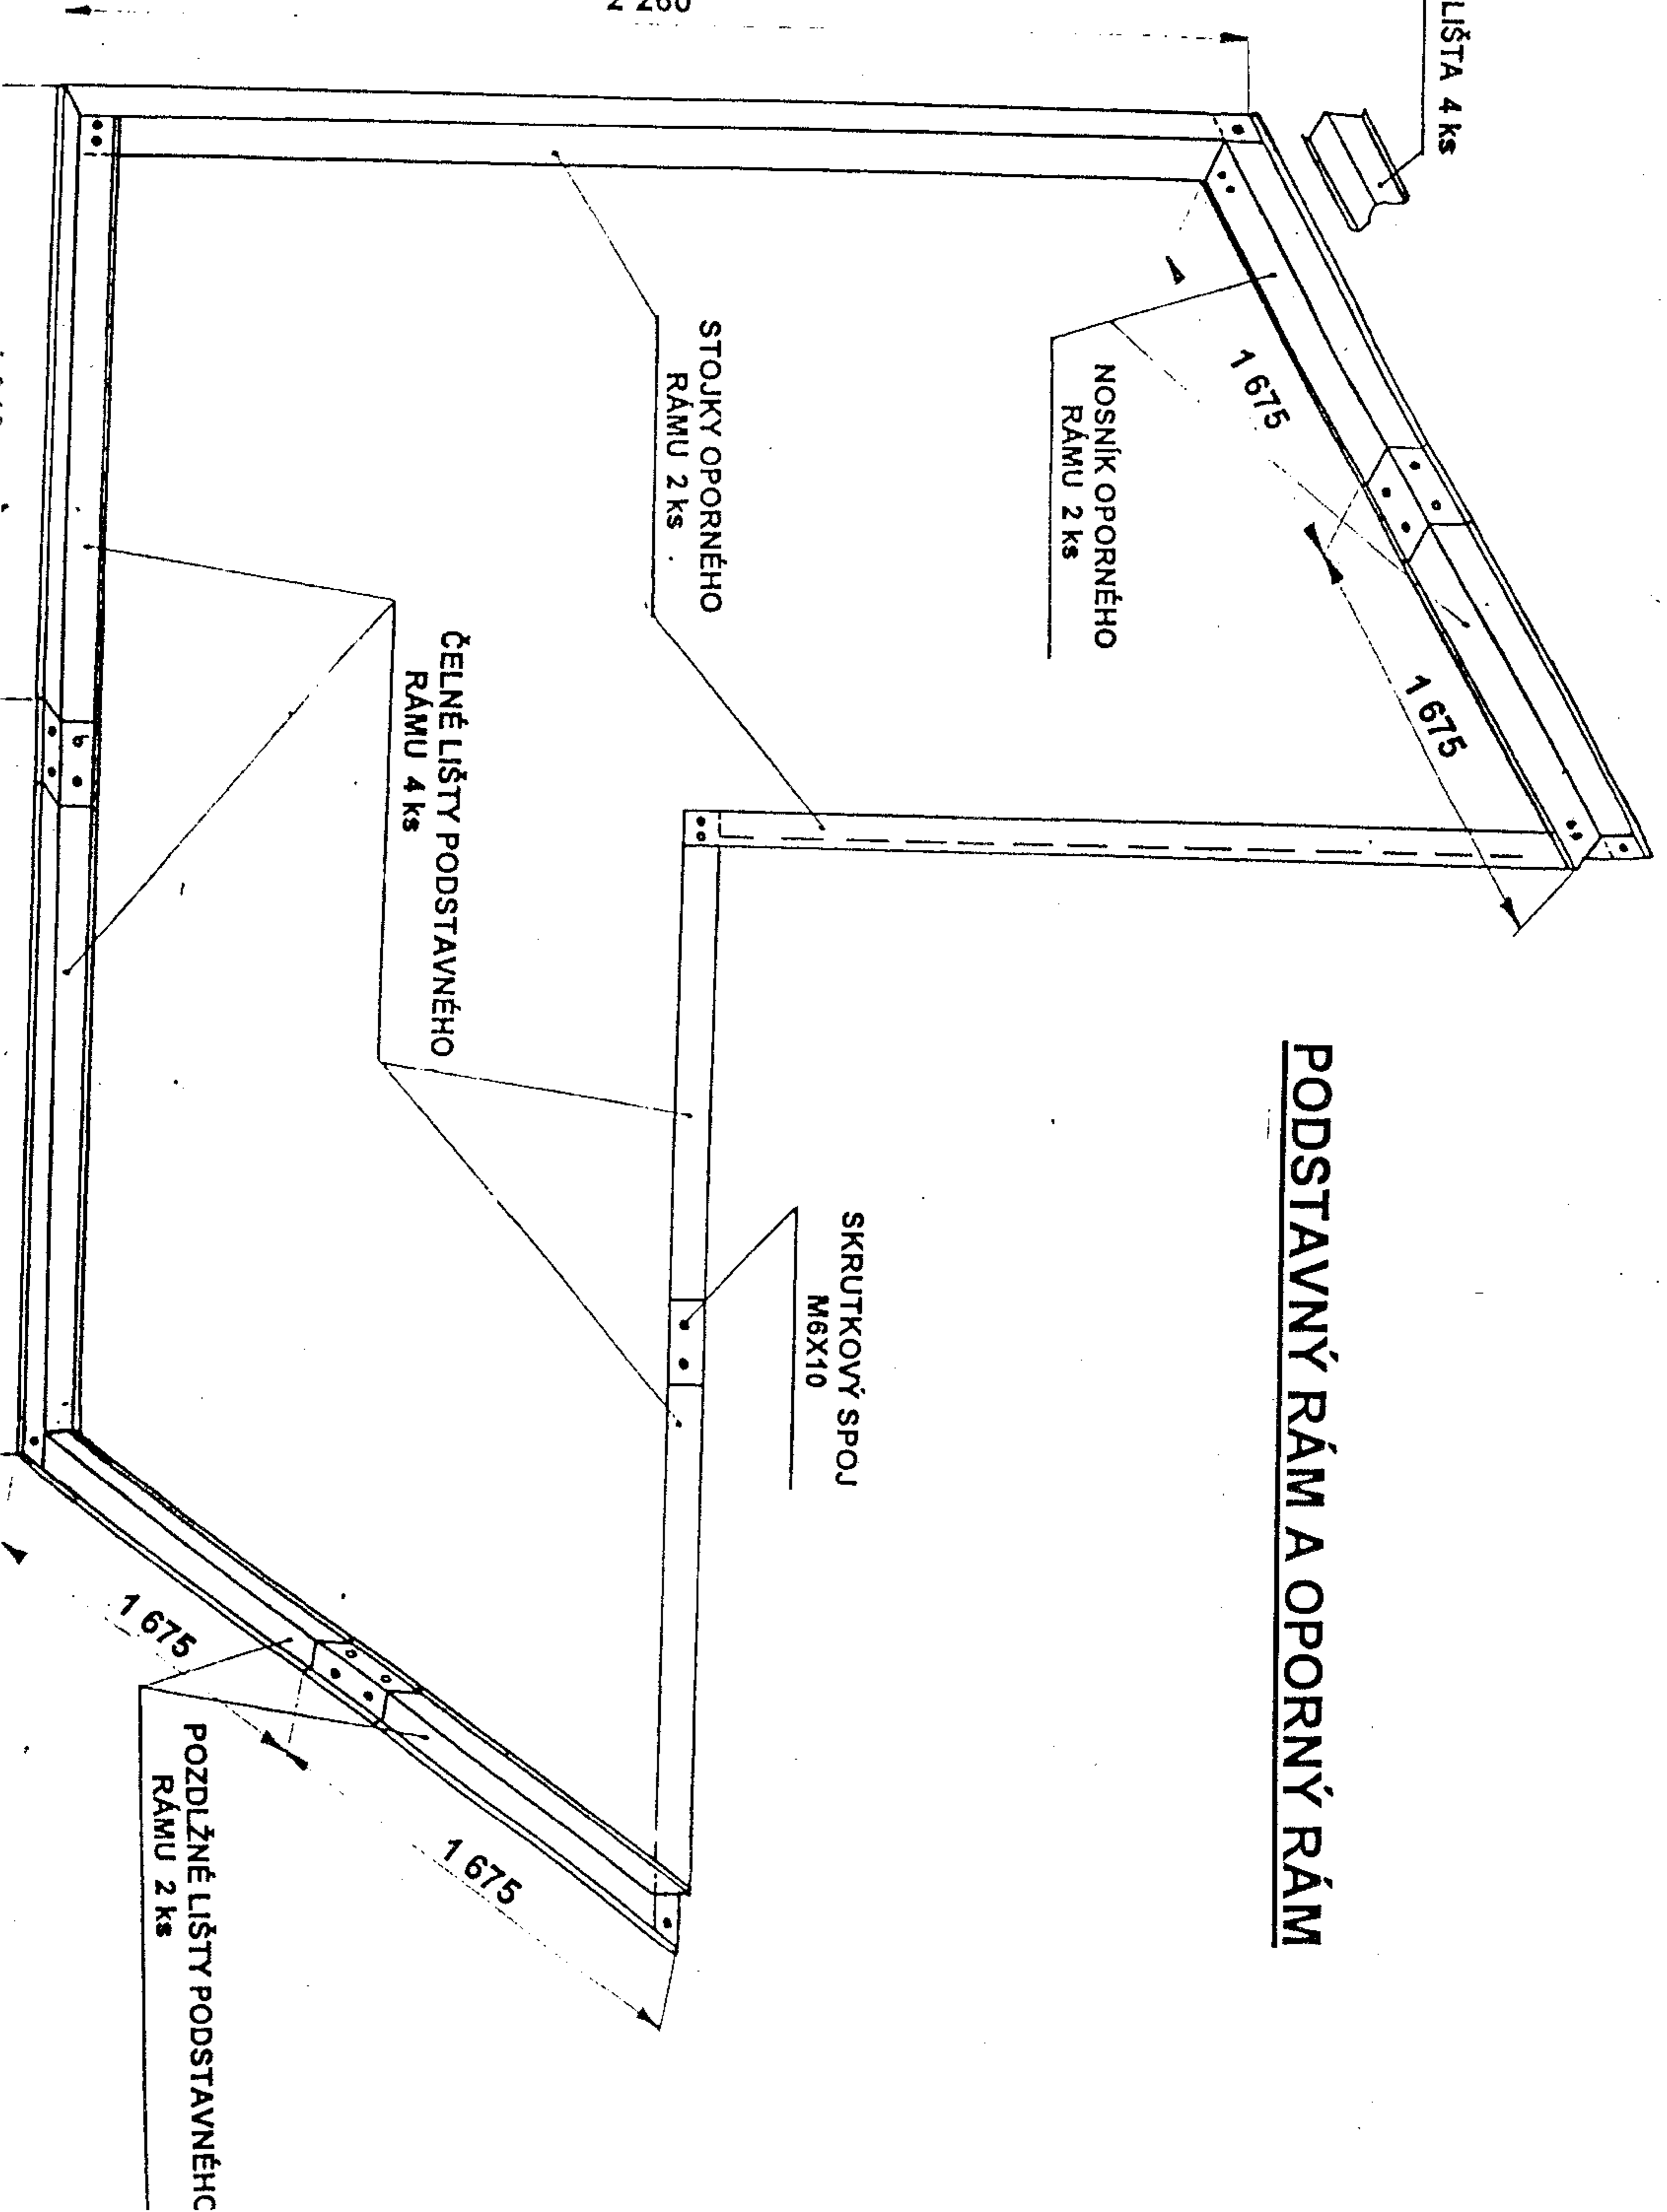 PODSTAVNÝ RÁM A OPORNÝ RÁM
LIŠTA 4 ks
2 260
1 675
1 675
NOSNÍK OPORNÉHO
RÁMU 2 ks
STOJKY OPORNÉHO
RÁMU 2 ks
SKRUTKOVÝ SPOJ
M6X10
ČELNÉ LIŠTY PODSTAVNÉHO
RÁMU 4 ks
1 675
1 675
POZDLŽNÉ LIŠTY PODSTAVNÉHO
RÁMU 2 ks